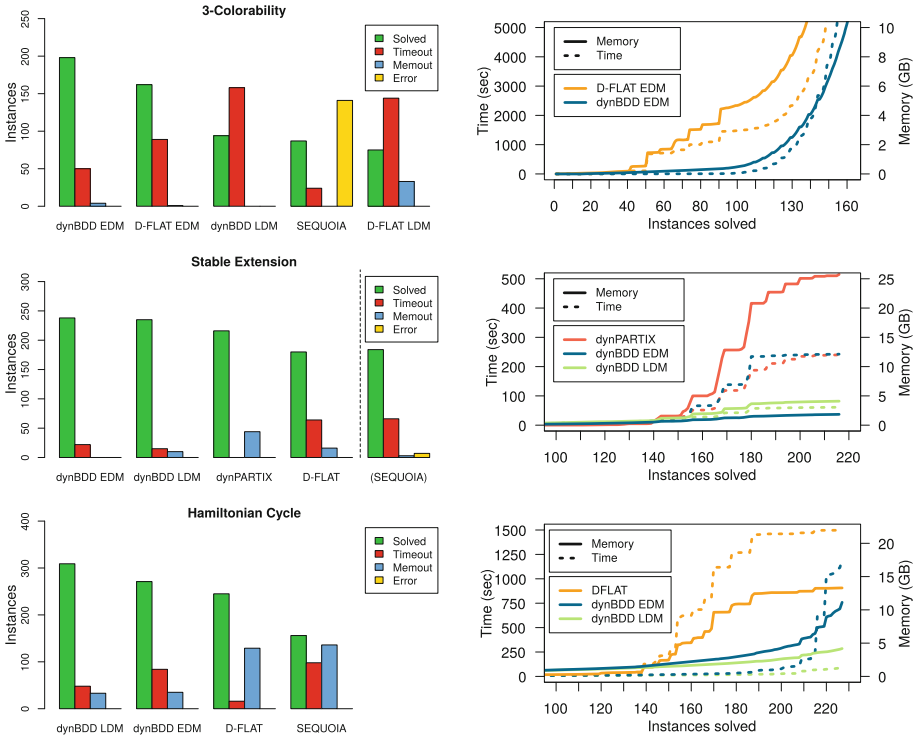 3-Colorability
Instances
0 50 100 150 200 250
Solved
Timeout
Memout
Error
dynBDD EDM D-FLAT EDM dynBDD LDM SEQUOIA D-FLAT LDM
Time (sec)
5000
4000
3000
2000
1000
0
Memory
Time
D-FLAT EDM
dynBDD EDM
10
8
6
4
2
0
Memory (GB)
0 20 40 60 80 100 130 160
Instances solved
Stable Extension
Instances
0 50 100 150 200 250 300
Solved
Timeout
Memout
Error
dynBDD EDM dynBDD LDM dynPARTIX D-FLAT (SEQUOIA)
Time (sec)
500
400
300
200
100
0
Memory
Time
dynPARTIX
dynBDD EDM
dynBDD LDM
25
20
15
10
5
0
Memory (GB)
100 120 140 160 180 200 220
Instances solved
Hamiltonian Cycle
Instances
0 100 200 300 400
Solved
Timeout
Memout
Error
dynBDD LDM dynBDD EDM D-FLAT SEQUOIA
Time (sec)
1500
1250
1000
750
500
250
0
Memory
Time
DFLAT
dynBDD EDM
dynBDD LDM
20
15
10
5
0
Memory (GB)
100 120 140 160 180 200 220
Instances solved